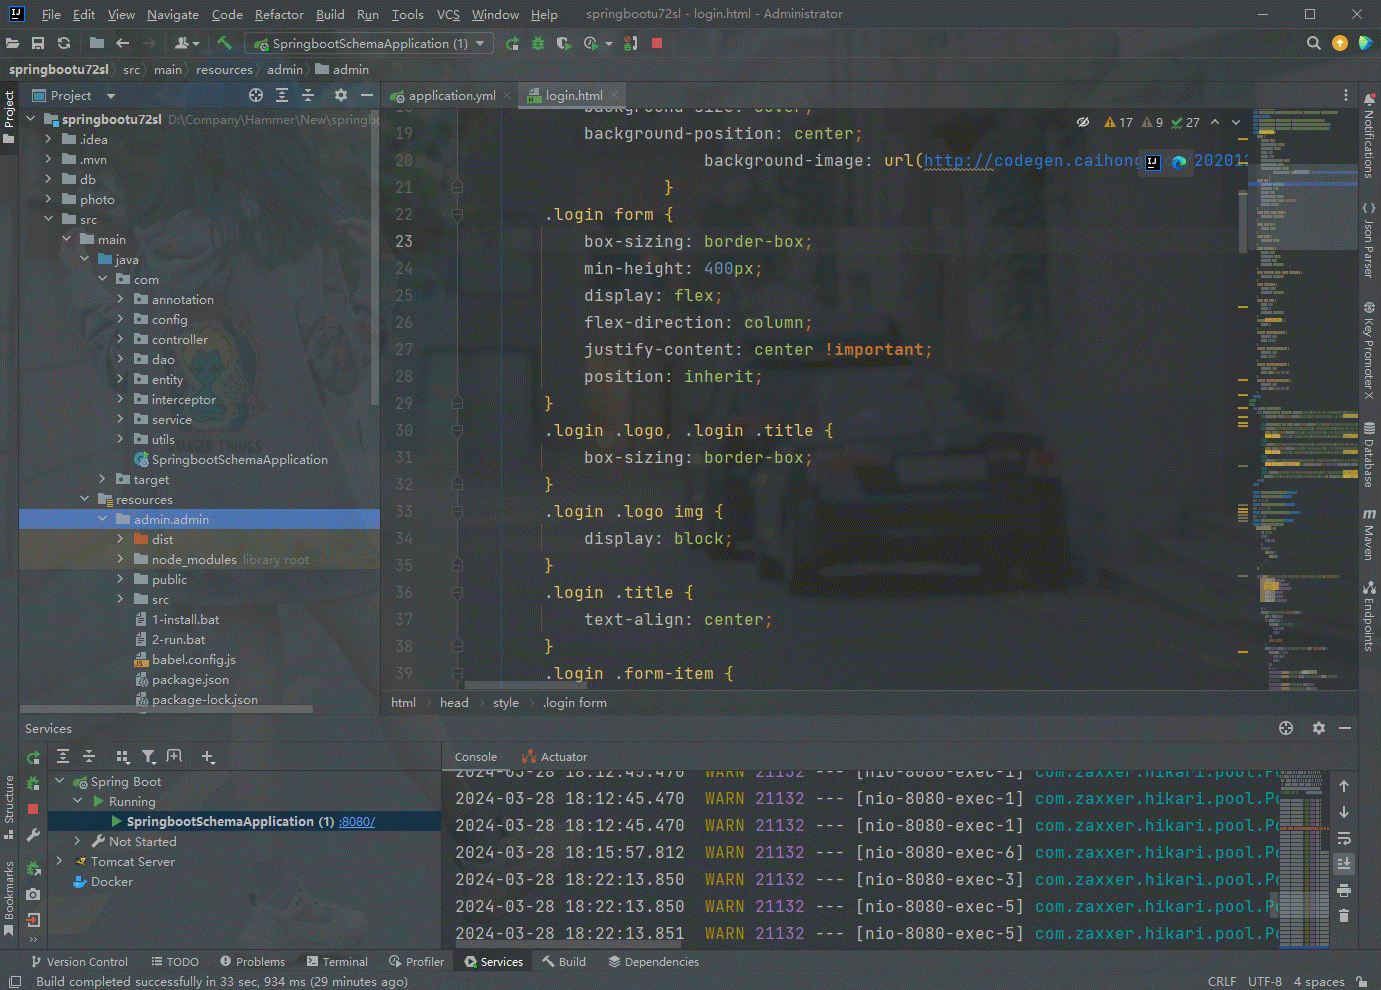 File Edit View Navigate Code Refactor Build Run Tools VCS Window Help springbootu72sl - login.html - Administrator
SpringbootSchemaApplication (1)
springbootu72sl src main resources admin admin
Project
application.yml
login.html
Project
springbootu72sl D:\Company\Hammer\New\springbo
.idea
.mvn
db
photo
src
main
java
com
annotation
config
controller
dao
entity
interceptor
service
utils
SpringbootSchemaApplication
target
resources
admin.admin
dist
node_modules library root
public
src
1-install.bat
2-run.bat
babel.config.js
package.json
package-lock.json
17 9 27
background-size: cover;
19 background-position: center;
20 background-image: url(http://codegen.caihong
20201
21 }
22 .login form {
23 box-sizing: border-box;
24 min-height: 400px;
25 display: flex;
26 flex-direction: column;
27 justify-content: center !important;
28 position: inherit;
29 }
30 .login .logo, .login .title {
31 box-sizing: border-box;
32 }
33 .login .logo img {
34 display: block;
35 }
36 .login .title {
37 text-align: center;
38 }
39 .login .form-item {
html head style .login form
Notifications
Json Parser
Key Promoter X
Database
Maven
Endpoints
Services
Structure
Bookmarks
Spring Boot
Running
SpringbootSchemaApplication (1) :8080/
Not Started
Tomcat Server
Docker
Console Actuator
2024-03-28 18:12:45.470 WARN 21132 --- [nio-8080-exec-1] com.zaxxer.hikari.pool.Po
2024-03-28 18:12:45.470 WARN 21132 --- [nio-8080-exec-1] com.zaxxer.hikari.pool.Po
2024-03-28 18:12:45.470 WARN 21132 --- [nio-8080-exec-1] com.zaxxer.hikari.pool.Po
2024-03-28 18:15:57.812 WARN 21132 --- [nio-8080-exec-6] com.zaxxer.hikari.pool.Po
2024-03-28 18:22:13.850 WARN 21132 --- [nio-8080-exec-3] com.zaxxer.hikari.pool.Po
2024-03-28 18:22:13.850 WARN 21132 --- [nio-8080-exec-5] com.zaxxer.hikari.pool.Po
2024-03-28 18:22:13.851 WARN 21132 --- [nio-8080-exec-5] com.zaxxer.hikari.pool.Po
Version Control TODO Problems Terminal Profiler Services Build Dependencies
Build completed successfully in 33 sec, 934 ms (29 minutes ago)
CRLF UTF-8 4 spaces